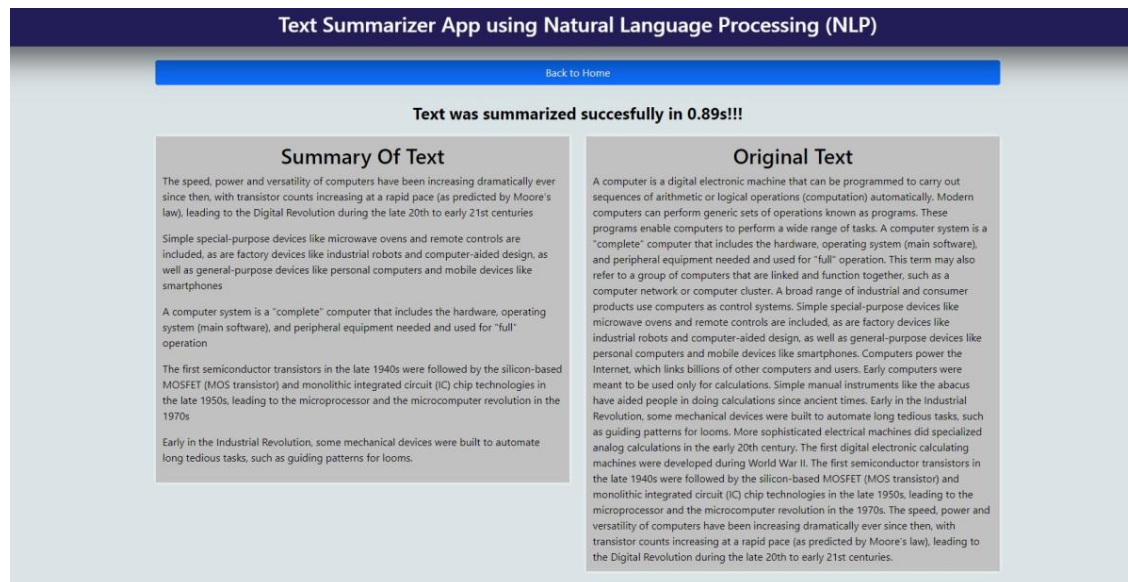 Text Summarizer App using Natural Language Processing (NLP)
Back to Home
Text was summarized succesfully in 0.89s!!!
Summary Of Text
The speed, power and versatility of computers have been increasing dramatically ever
since then, with transistor counts increasing at a rapid pace (as predicted by Moore's
law), leading to the Digital Revolution during the late 20th to early 21st centuries
Simple special-purpose devices like microwave ovens and remote controls are
included, as are factory devices like industrial robots and computer-aided design, as
well as general-purpose devices like personal computers and mobile devices like
smartphones
A computer system is a "complete" computer that includes the hardware, operating
system (main software), and peripheral equipment needed and used for "full"
operation
The first semiconductor transistors in the late 1940s were followed by the silicon-based
MOSFET (MOS transistor) and monolithic integrated circuit (IC) chip technologies in
the late 1950s, leading to the microprocessor and the microcomputer revolution in the
1970s
Early in the Industrial Revolution, some mechanical devices were built to automate
long tedious tasks, such as guiding patterns for looms.
Original Text
A computer is a digital electronic machine that can be programmed to carry out
sequences of arithmetic or logical operations (computation) automatically. Modern
computers can perform generic sets of operations known as programs. These
programs enable computers to perform a wide range of tasks. A computer system is a
"complete" computer that includes the hardware, operating system (main software),
and peripheral equipment needed and used for "full" operation. This term may also
refer to a group of computers that are linked and function together, such as a
computer network or computer cluster. A broad range of industrial and consumer
products use computers as control systems. Simple special-purpose devices like
microwave ovens and remote controls are included, as are factory devices like
industrial robots and computer-aided design, as well as general-purpose devices like
personal computers and mobile devices like smartphones. Computers power the
Internet, which links billions of other computers and users. Early computers were
meant to be used only for calculations. Simple manual instruments like the abacus
have aided people in doing calculations since ancient times. Early in the Industrial
Revolution, some mechanical devices were built to automate long tedious tasks, such
as guiding patterns for looms. More sophisticated electrical machines did specialized
analog calculations in the early 20th century. The first digital electronic calculating
machines were developed during World War II. The first semiconductor transistors in
the late 1940s were followed by the silicon-based MOSFET (MOS transistor) and
monolithic integrated circuit (IC) chip technologies in the late 1950s, leading to the
microprocessor and the microcomputer revolution in the 1970s. The speed, power and
versatility of computers have been increasing dramatically ever since then, with
transistor counts increasing at a rapid pace (as predicted by Moore's law), leading to
the Digital Revolution during the late 20th to early 21st centuries.